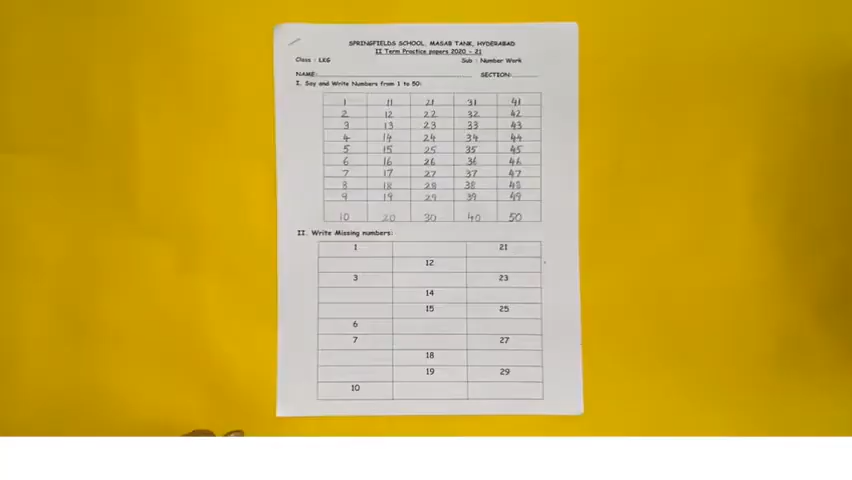 SPRINGFIELDS SCHOOL, MASAB TANK, HYDERABAD
II Term Practice papers 2020 - 21
Class : LKG Sub : Number Work
NAME: SECTION:
I. Say and Write Numbers from 1 to 50:
1 11 21 31 41
2 12 22 32 42
3 13 23 33 43
4 14 24 34 44
5 15 25 35 45
6 16 26 36 46
7 17 27 37 47
8 18 28 38 48
9 19 29 39 49
10 20 30 40 50
II. Write Missing numbers:
1 21
12
3 23
14
15 25
6
7 27
18
19 29
10